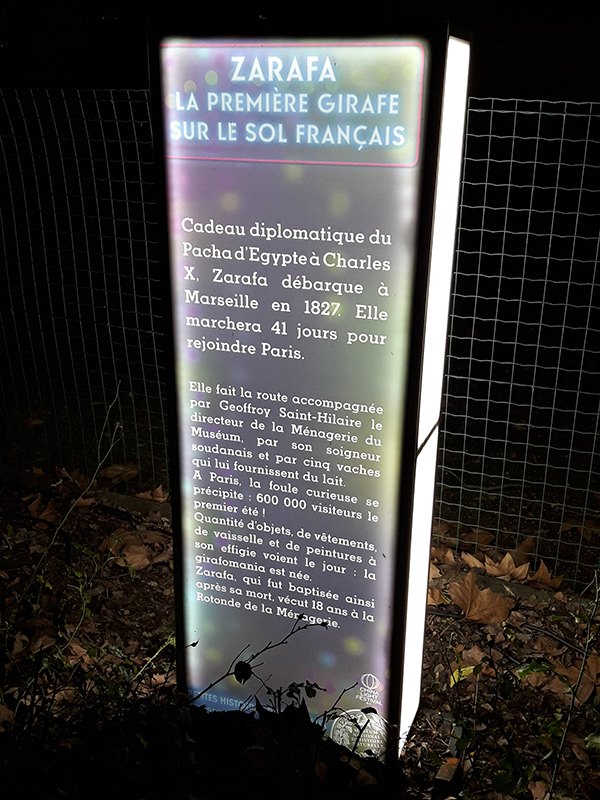 ZARAFA
LA PREMIÈRE GIRAFE
SUR LE SOL FRANÇAIS
Cadeau diplomatique du
Pacha d'Egypte à Charles
X, Zarafa débarque à
Marseille en 1827. Elle
marchera 41 jours pour
rejoindre Paris.
Elle fait la route accompagnée
par Geoffroy Saint-Hilaire le
directeur de la Ménagerie du
Muséum, par son soigneur
soudanais et par cinq vaches
qui lui fournissent du lait.
A Paris, la foule curieuse se
précipite : 600 000 visiteurs le
premier été !
Quantité d'objets, de vêtements,
de vaisselle et de peintures à
son effigie voient le jour : la
girafomania est née.
Zarafa, qui fut baptisée ainsi
après sa mort, vécut 18 ans à la
Rotonde de la Ménagerie.
CHINA
LIGHT
FESTIVAL